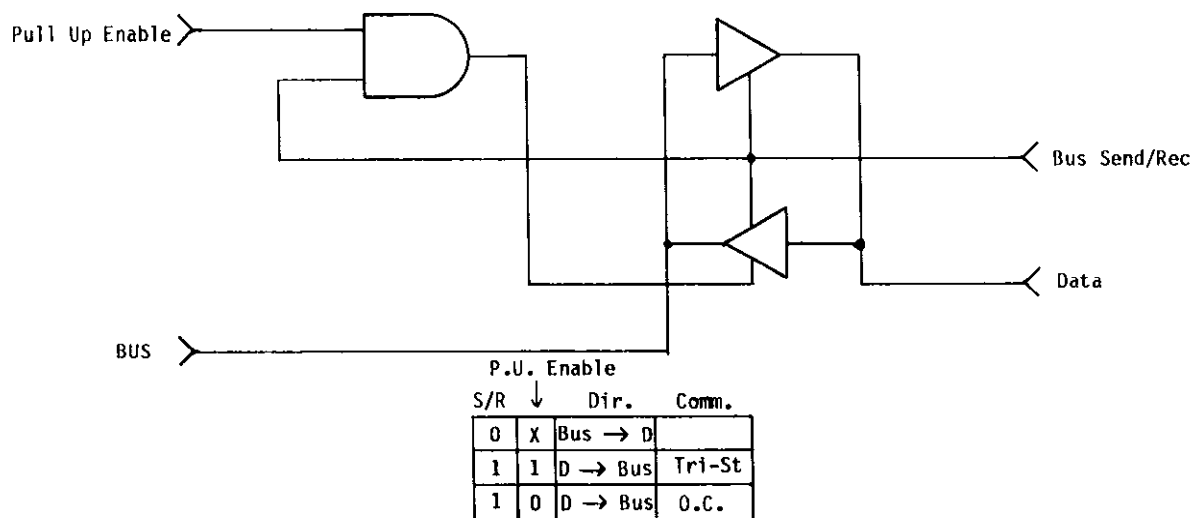 Pull Up Enable
Bus Send/Rec
Data
BUS
P.U. Enable
S/R ↓ Dir. Comm.
0 X Bus → D
1 1 D → Bus Tri-St
1 0 D → Bus O.C.